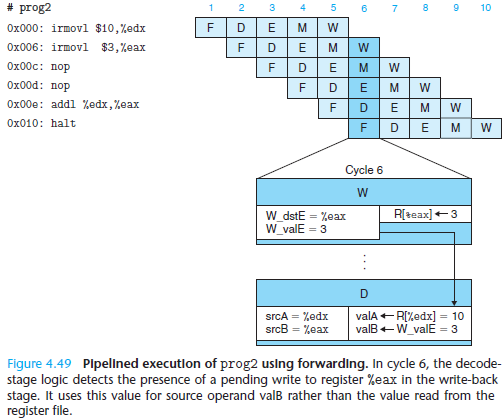 # prog2 1 2 3 4 5 6 7 8 9 10
0x000: irmovl $10,%edx F D E M W
0x006: irmovl $3,%eax F D E M W
0x00c: nop F D E M W
0x00d: nop F D E M W
0x00e: addl %edx,%eax F D E M W
0x010: halt F D E M W
Cycle 6
W
W_dstE = %eax R[%eax] ← 3
W_valE = 3
D
srcA = %edx valA ← R[%edx] = 10
srcB = %eax valB ← W_valE = 3
Figure 4.49 Pipelined execution of prog2 using forwarding. In cycle 6, the decode-
stage logic detects the presence of a pending write to register %eax in the write-back
stage. It uses this value for source operand valB rather than the value read from the
register file.